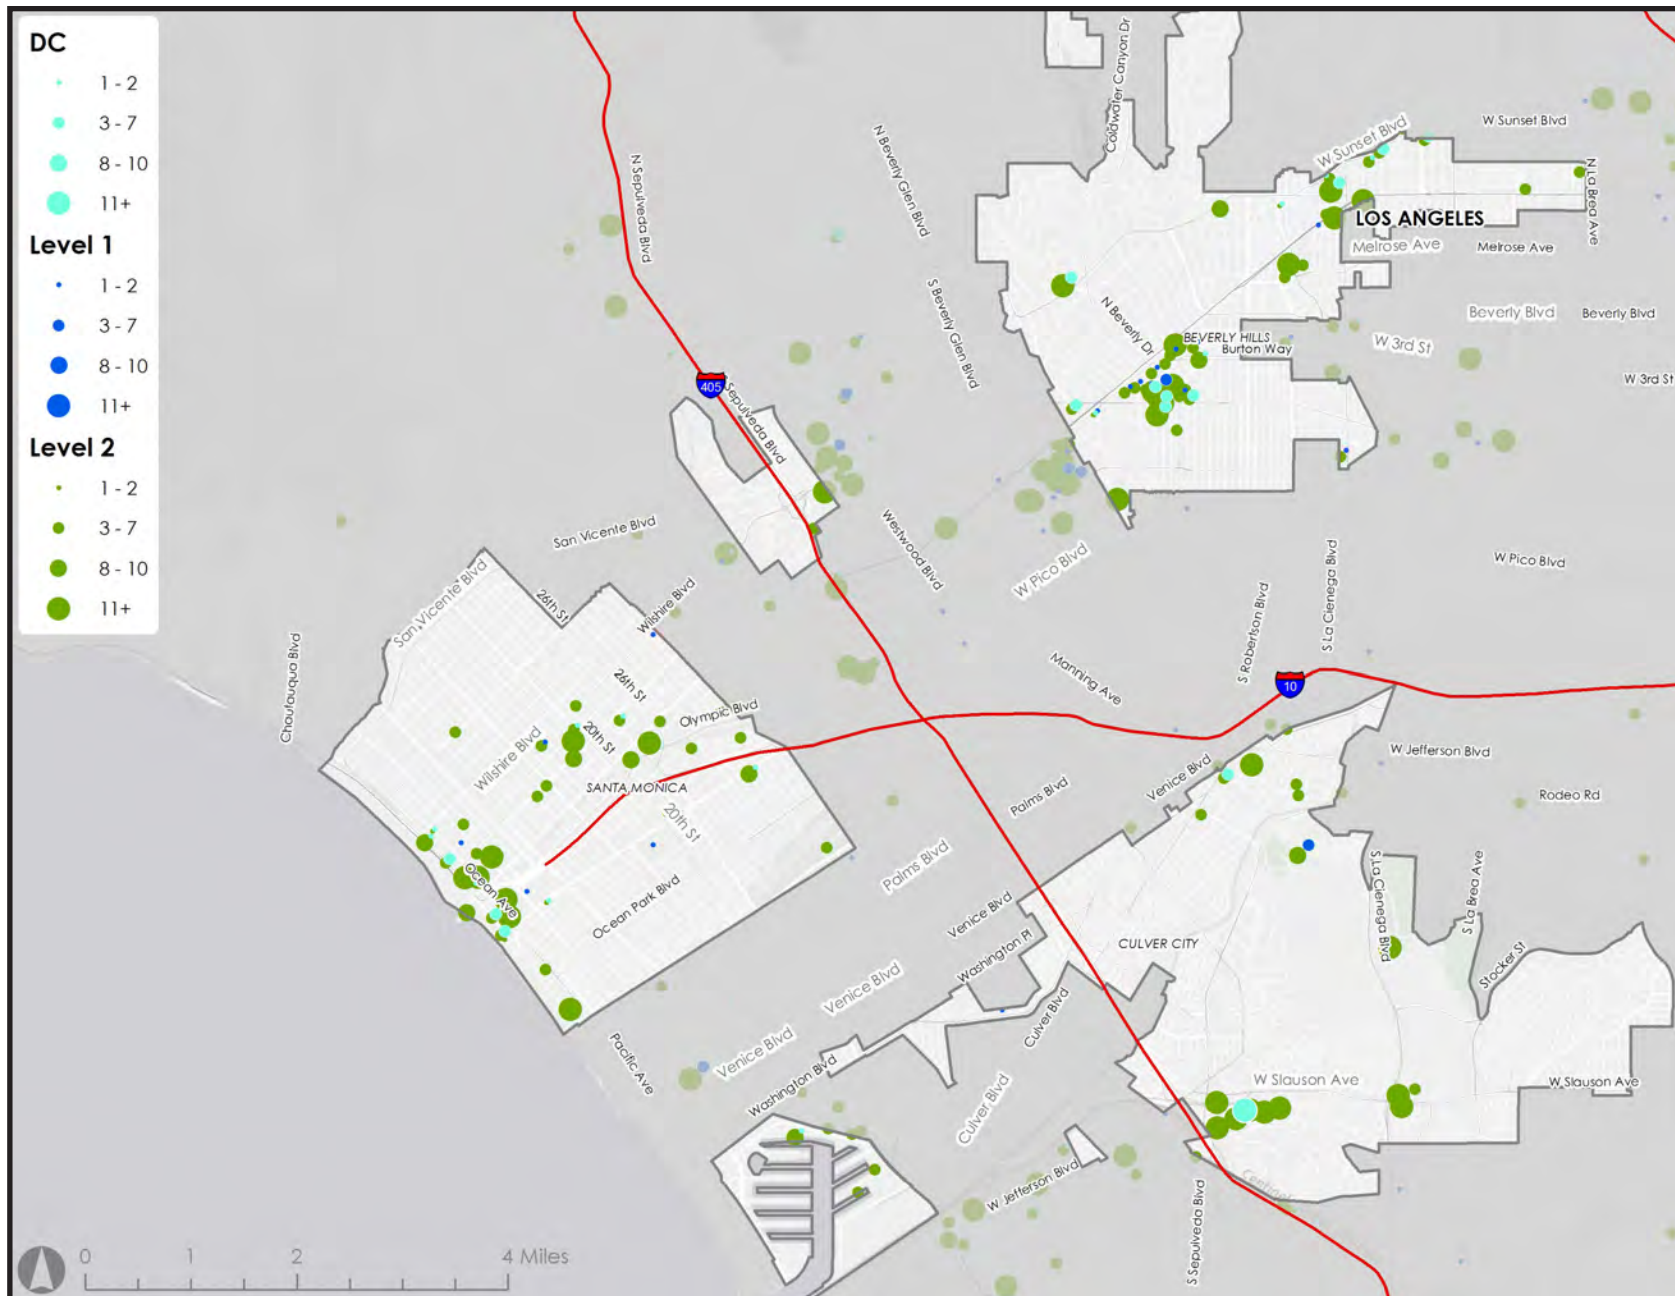 DC
1 - 2
3 - 7
8 - 10
11+
Level 1
1 - 2
3 - 7
8 - 10
11+
Level 2
1 - 2
3 - 7
8 - 10
11+
Coldwater Canyon Dr
W Sunset Blvd
W Sunset Blvd
N Beverly Glen Blvd
N Sepulveda Blvd
N La Brea Ave
LOS ANGELES
Melrose Ave
Melrose Ave
S Beverly Glen Blvd
N Beverly Dr
BEVERLY HILLS
Burton Way
Beverly Blvd
Beverly Blvd
W 3rd St
W 3rd St
405
Sepulveda Blvd
San Vicente Blvd
Westwood Blvd
W Pico Blvd
W Pico Blvd
San Vicente Blvd
26th St
Wilshire Blvd
S Robertson Blvd
S La Cienega Blvd
Chautauqua Blvd
26th St
Manning Ave
10
Olympic Blvd
20th St
Wilshire Blvd
SANTA MONICA
20th St
Palms Blvd
Venice Blvd
W Jefferson Blvd
Rodeo Rd
Palms Blvd
Ocean Ave
Ocean Park Blvd
Venice Blvd
Washington Pl
CULVER CITY
S La Cienega Blvd
S La Brea Ave
Stocker St
Venice Blvd
Culver Blvd
Pacific Ave
Venice Blvd
Washington Blvd
Culver Blvd
W Slauson Ave
W Slauson Ave
W Jefferson Blvd
S Sepulveda Blvd
0 1 2 4 Miles